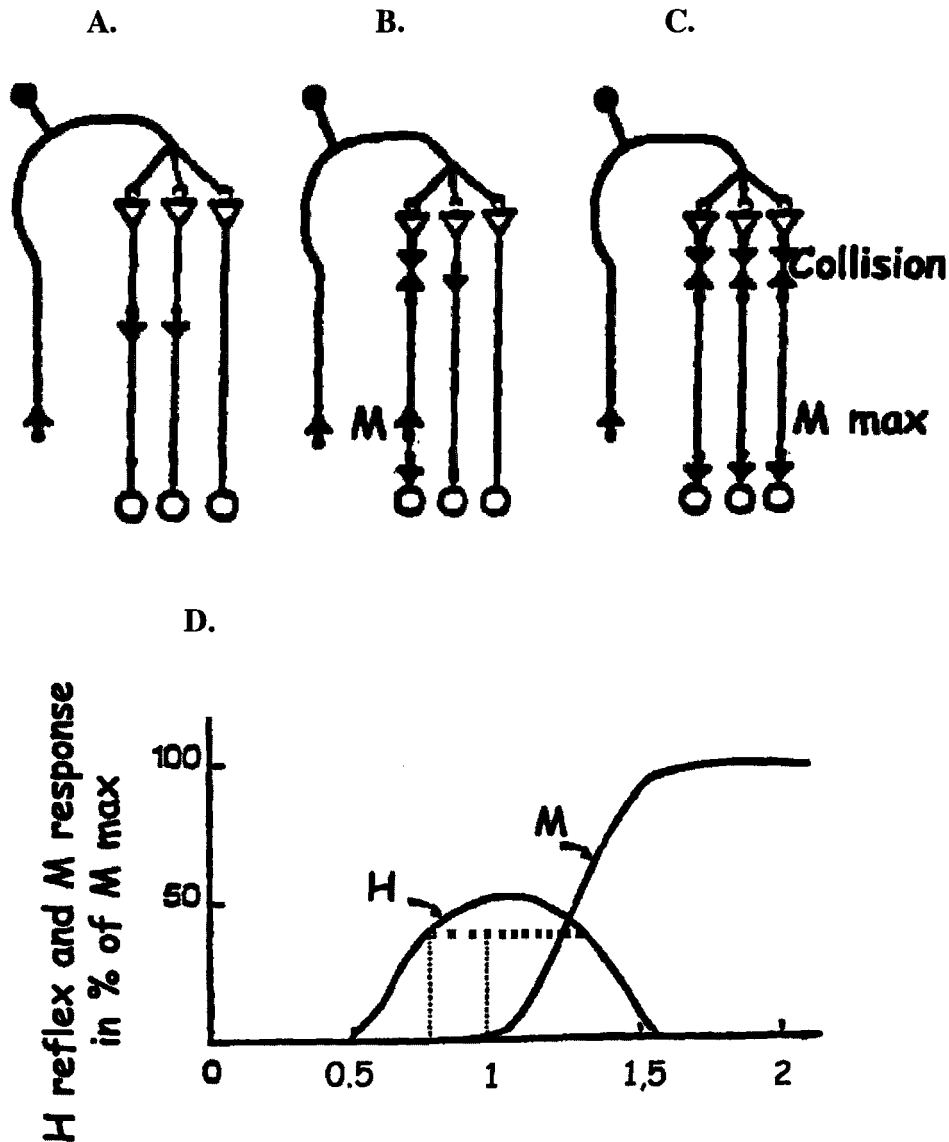 A. B. C.
Collision
M M max
D.
H reflex and M response
in % of M max
100
M
H
50
0 0.5 1 1,5 2